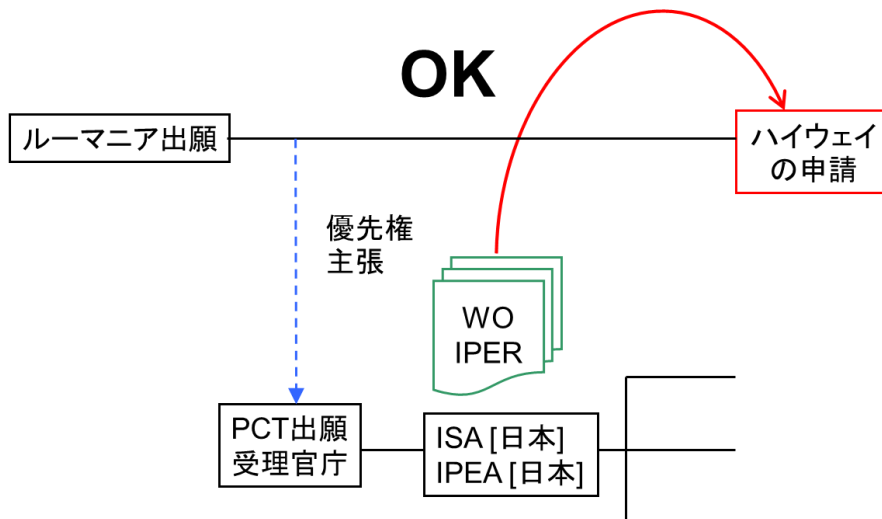 OK
ルーマニア出願
ハイウェイ
の申請
優先権
主張
WO
IPER
PCT出願
受理官庁
ISA [日本]
IPEA [日本]